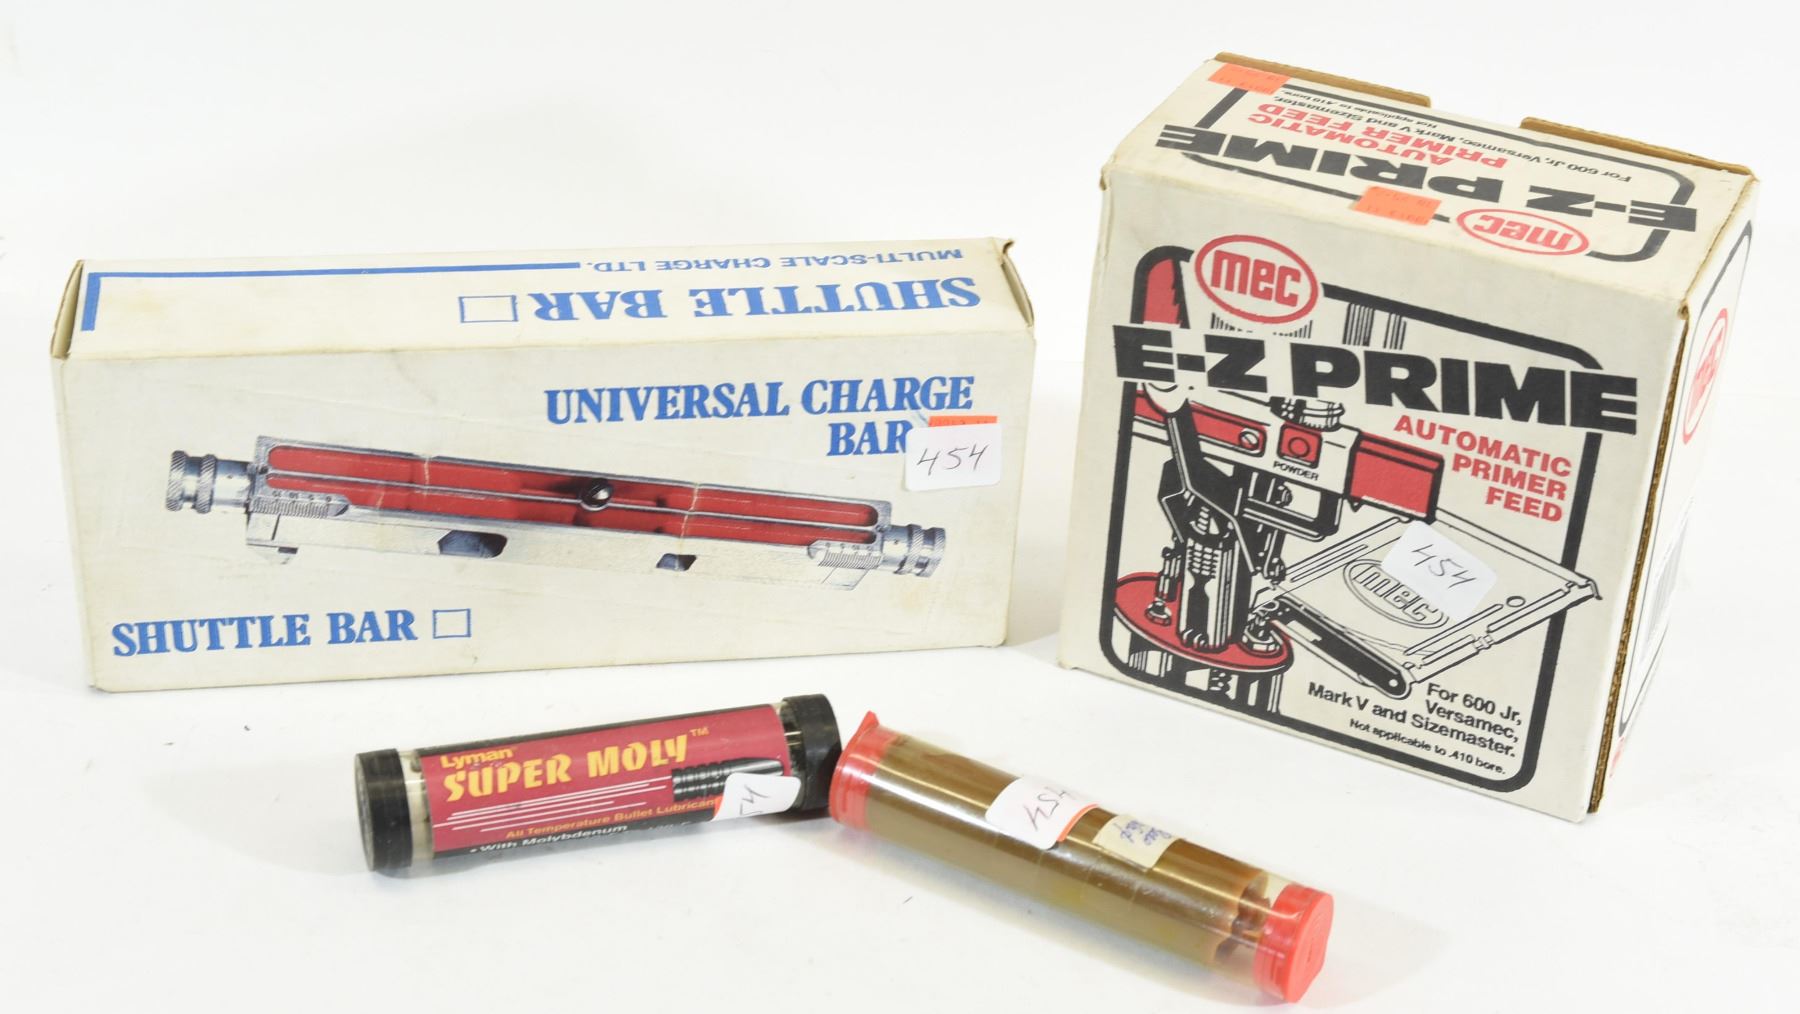 MULTI-SCALE CHARGE LTD.
SHUTTLE BAR
UNIVERSAL CHARGE
BAR
454
SHUTTLE BAR
E-Z PRIME
AUTOMATIC
PRIMER FEED
For 600 Jr, Versamec, Mark V and Sizemaster.
Not applicable to .410 bore.
mec
mec
E-Z PRIME
AUTOMATIC
PRIMER
FEED
POWDER
454
mec
For 600 Jr,
Versamec,
Mark V and Sizemaster.
Not applicable to .410 bore.
mec
Lyman
SUPER MOLY™
All Temperature Bullet Lubricant
• With Molybdenum
54
454